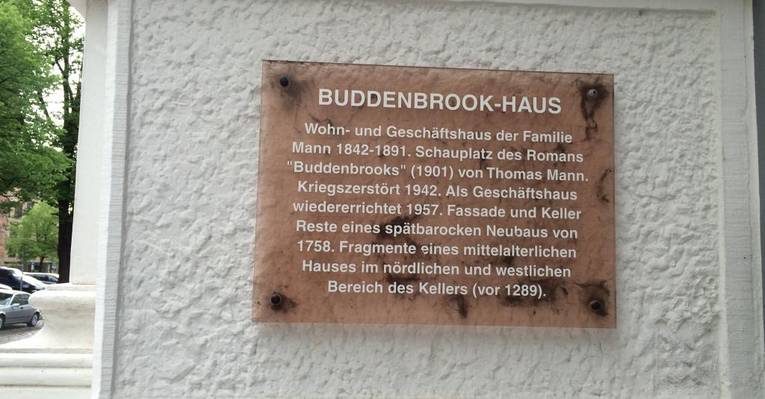 BUDDENBROOK-HAUS
Wohn- und Geschäftshaus der Familie
Mann 1842-1891. Schauplatz des Romans
"Buddenbrooks" (1901) von Thomas Mann.
Kriegszerstört 1942. Als Geschäftshaus
wiedererrichtet 1957. Fassade und Keller
Reste eines spätbarocken Neubaus von
1758. Fragmente eines mittelalterlichen
Hauses im nördlichen und westlichen
Bereich des Kellers (vor 1289).